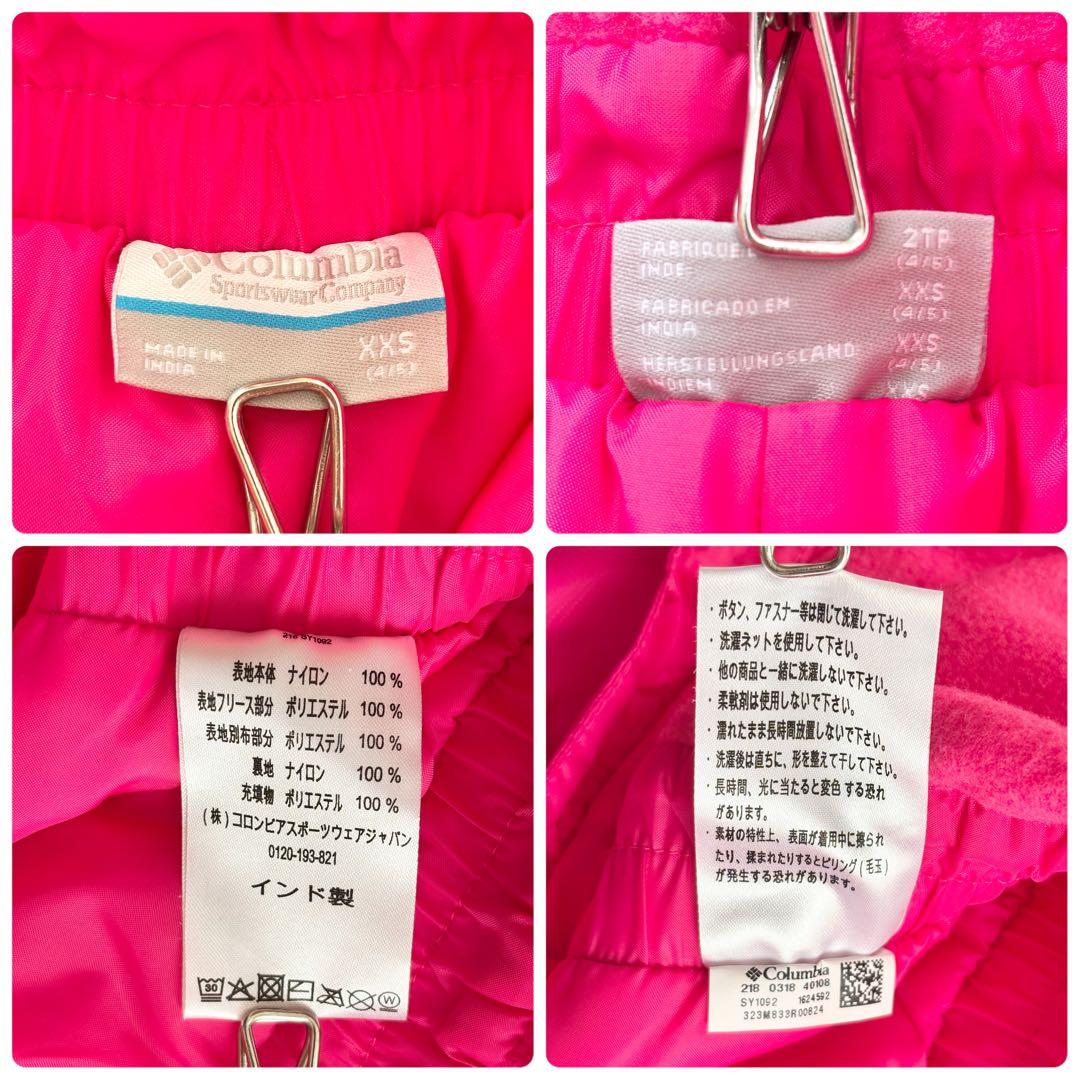 Columbia
Sportswear Company
MADE IN
INDIA
XXS
(4/5)
INDE
2TP
(4/5)
FABRICADO EN
INDIA
XXS
(4/5)
HERSTELLUNGSLAND
INDIEN
XXS
(4/5)
XXS
218 SY1092
表地本体 ナイロン 100 %
表地フリース部分 ポリエステル 100 %
表地別布部分 ポリエステル 100 %
裏地 ナイロン 100 %
充填物 ポリエステル 100 %
(株)コロンビアスポーツウェアジャパン
0120-193-821
インド製
30
W
・ボタン、ファスナー等は閉じて洗濯して下さい。
・洗濯ネットを使用して下さい。
・他の商品と一緒に洗濯しないで下さい。
・柔軟剤は使用しないで下さい。
・濡れたまま長時間放置しないで下さい。
・洗濯後は直ちに、形を整えて干して下さい。
・長時間、光に当たると変色する恐れ
があります。
・素材の特性上、表面が着用中に擦られ
たり、揉まれたりするとピリング(毛玉)
が発生する恐れがあります。
Columbia
218 0318 40108
SY1092 1624592
323M833R00824